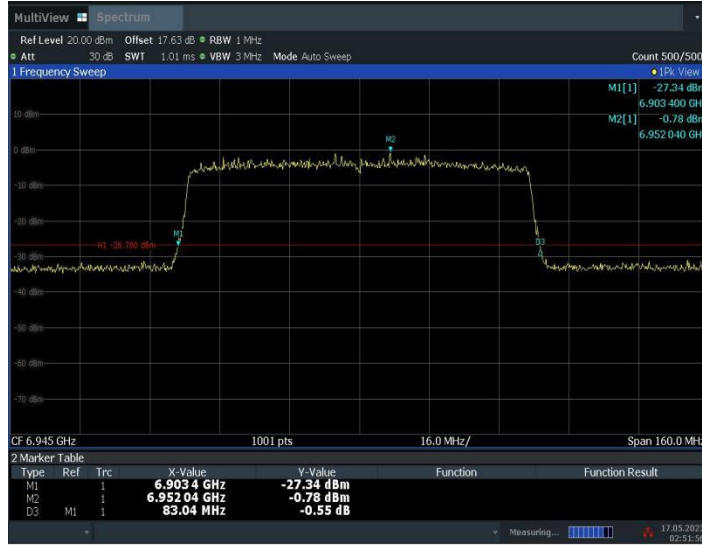 MultiView Spectrum
Ref Level 20.00 dBm Offset 17.63 dB RBW 1 MHz
Att 30 dB SWT 1.01 ms VBW 3 MHz Mode Auto Sweep Count 500/500
1 Frequency Sweep 1Pk View
M1[1] -27.34 dBm
6.903 400 GH
10 dBm
M2[1] -0.78 dBm
6.952 040 GH
M2
0 dBm
-10 dBm
-20 dBm
M1
H1 -26.780 dBm
D3
-30 dBm
-40 dBm
-50 dBm
-60 dBm
-70 dBm
CF 6.945 GHz 1001 pts 16.0 MHz/ Span 160.0 MHz
2 Marker Table
Type Ref Trc X-Value Y-Value Function Function Result
M1 1 6.9034 GHz -27.34 dBm
M2 1 6.95204 GHz -0.78 dBm
D3 M1 1 83.04 MHz -0.55 dB
Measuring... 17.05.2023
02:51:56